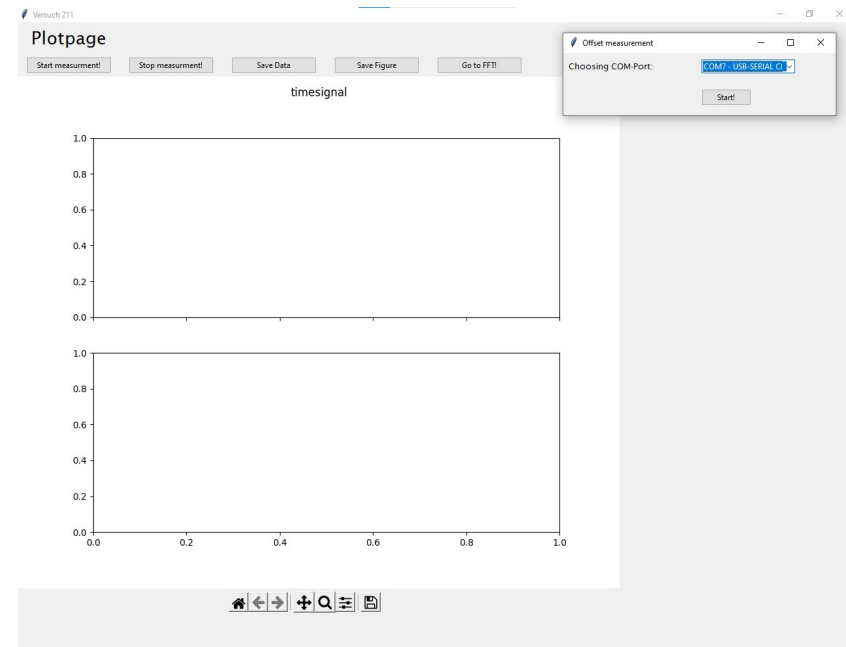 Versuch 211
Plotpage
Start measurment!
Stop measurment!
Save Data
Save Figure
Go to FFT!
Offset measurement
Choosing COM-Port:
COM7 - USB-SERIAL
Start!
timesignal
1.0
0.8
0.6
0.4
0.2
0.0
1.0
0.8
0.6
0.4
0.2
0.0
0.0 0.2 0.4 0.6 0.8 1.0